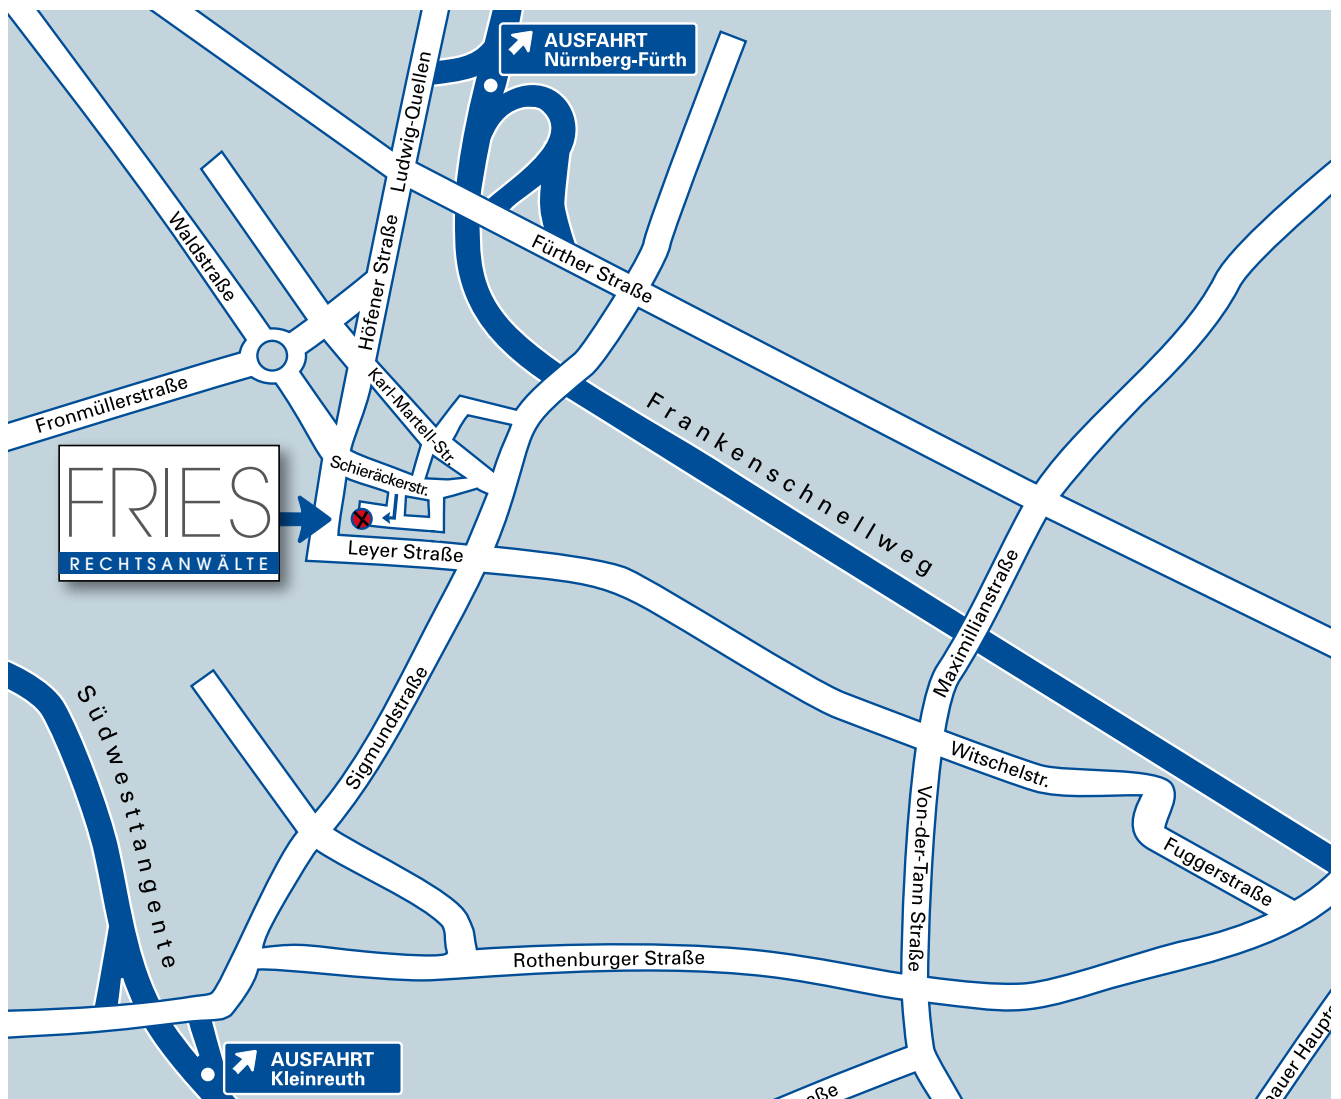 AUSFAHRT
Nürnberg-Fürth
Ludwig-Quellen
Waldstraße
Höfener Straße
Fürther Straße
Fronmüllerstraße
Karl-Martell-Str.
Frankenschnellweg
Schieräckerstr.
FRIES
RECHTSANWÄLTE
Leyer Straße
Maximillianstraße
Sigmundstraße
Südwesttangente
Witschelstr.
Von-der-Tann Straße
Fuggerstraße
Rothenburger Straße
AUSFAHRT
Kleinreuth